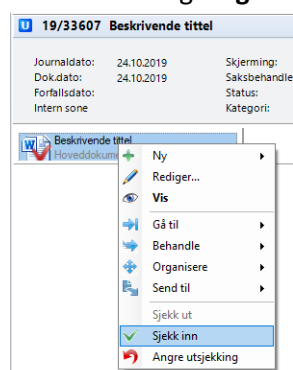 U 19/33607 Beskrivende tittel
Journaldato: 24.10.2019 Skjerming:
Dok.dato: 24.10.2019 Saksbehandle
Forfallsdato: Status:
Intern sone Kategori:
Beskrivende tittel
Hoveddokume
Ny
Rediger...
Vis
Gå til
Behandle
Organisere
Send til
Sjekk ut
Sjekk inn
Angre utsjekking